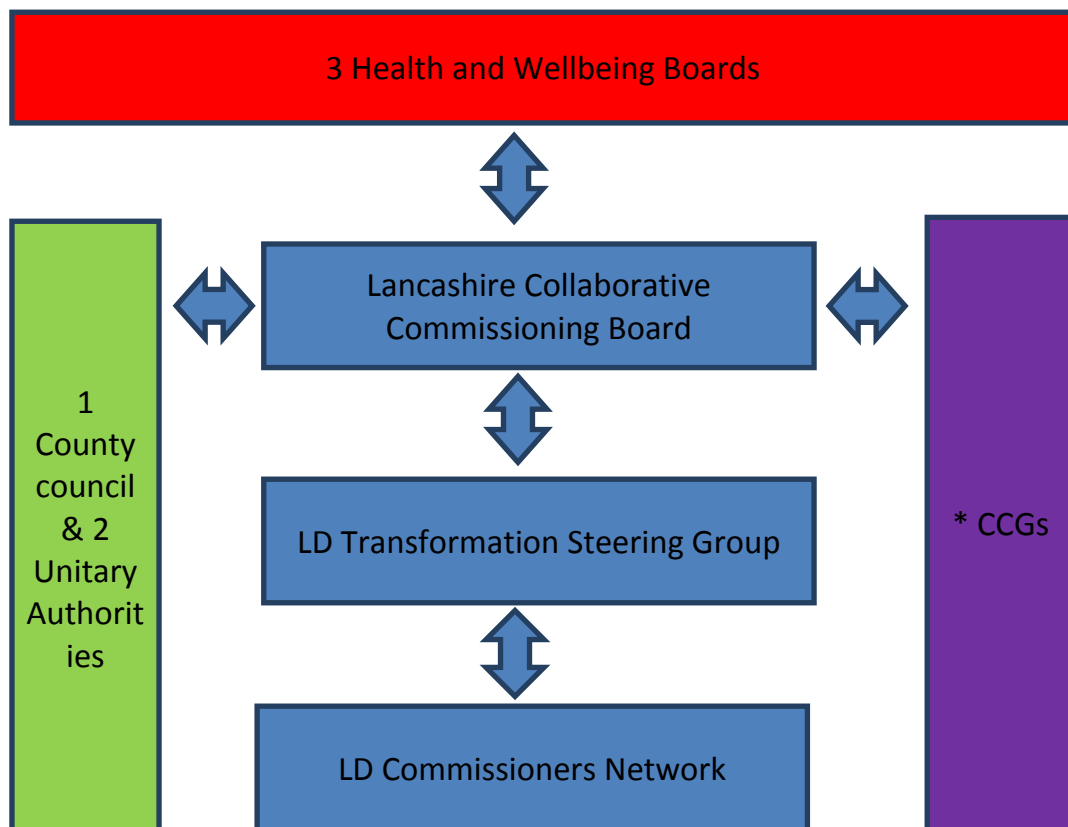 3 Health and Wellbeing Boards
Lancashire Collaborative
Commissioning Board
1
County
council
& 2
Unitary
Authorit
ies
LD Transformation Steering Group
* CCGs
LD Commissioners Network